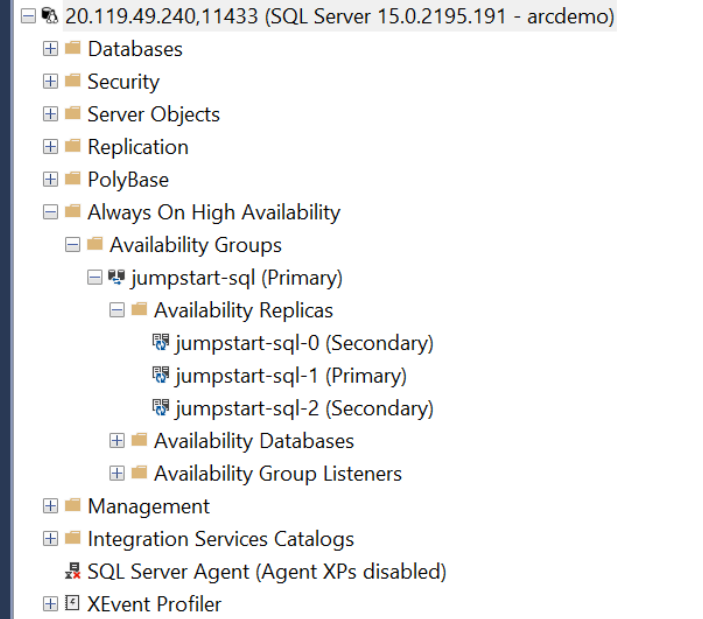 20.119.49.240,11433 (SQL Server 15.0.2195.191 - arcdemo)
Databases
Security
Server Objects
Replication
PolyBase
Always On High Availability
Availability Groups
jumpstart-sql (Primary)
Availability Replicas
jumpstart-sql-0 (Secondary)
jumpstart-sql-1 (Primary)
jumpstart-sql-2 (Secondary)
Availability Databases
Availability Group Listeners
Management
Integration Services Catalogs
SQL Server Agent (Agent XPs disabled)
XEvent Profiler